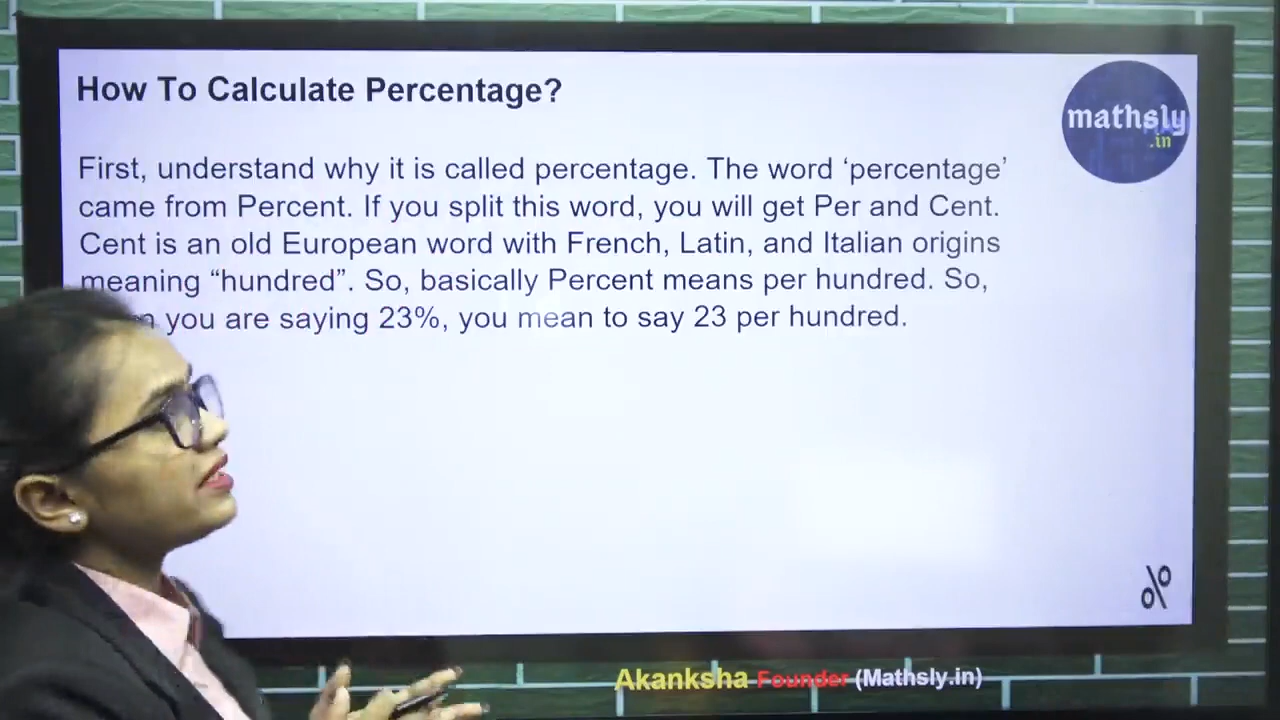 How To Calculate Percentage?
mathsly
.in
First, understand why it is called percentage. The word ‘percentage’
came from Percent. If you split this word, you will get Per and Cent.
Cent is an old European word with French, Latin, and Italian origins
meaning “hundred”. So, basically Percent means per hundred. So,
you are saying 23%, you mean to say 23 per hundred.
%
Akanksha Founder (Mathsly.in)